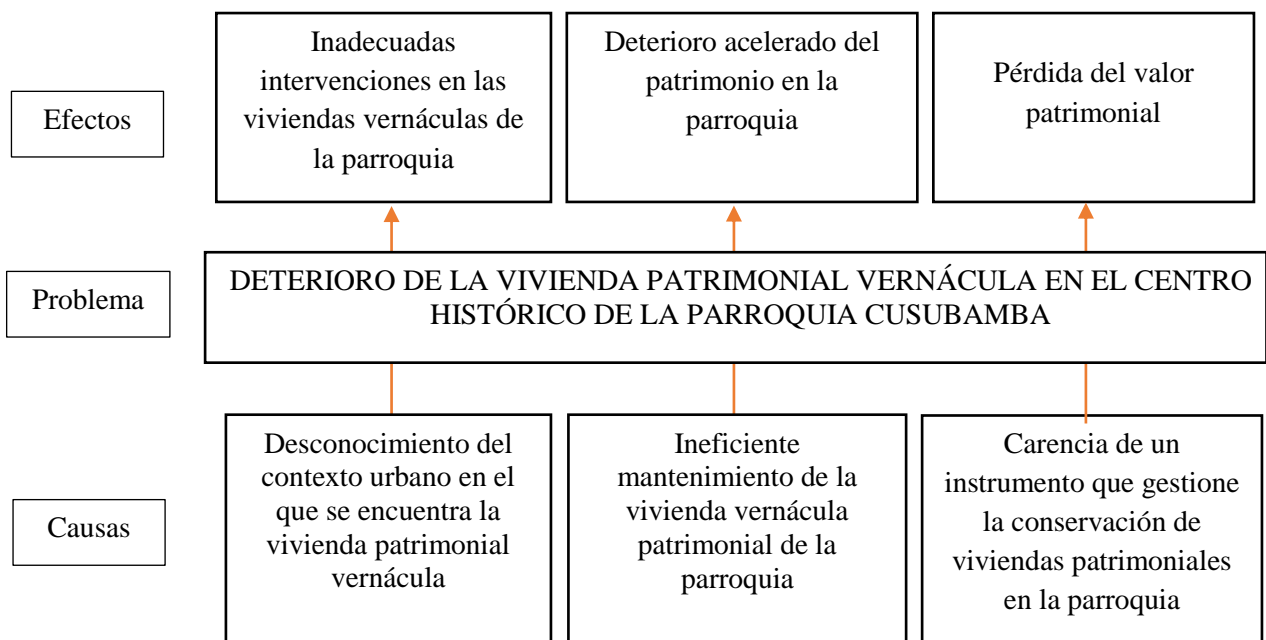 Efectos
Inadecuadas
intervenciones en las
viviendas vernáculas de
la parroquia
Deterioro acelerado del
patrimonio en la
parroquia
Pérdida del valor
patrimonial
Problema
DETERIORO DE LA VIVIENDA PATRIMONIAL VERNÁCULA EN EL CENTRO
HISTÓRICO DE LA PARROQUIA CUSUBAMBA
Causas
Desconocimiento del
contexto urbano en el
que se encuentra la
vivienda patrimonial
vernácula
Ineficiente
mantenimiento de la
vivienda vernácula
patrimonial de la
parroquia
Carencia de un
instrumento que gestione
la conservación de
viviendas patrimoniales
en la parroquia